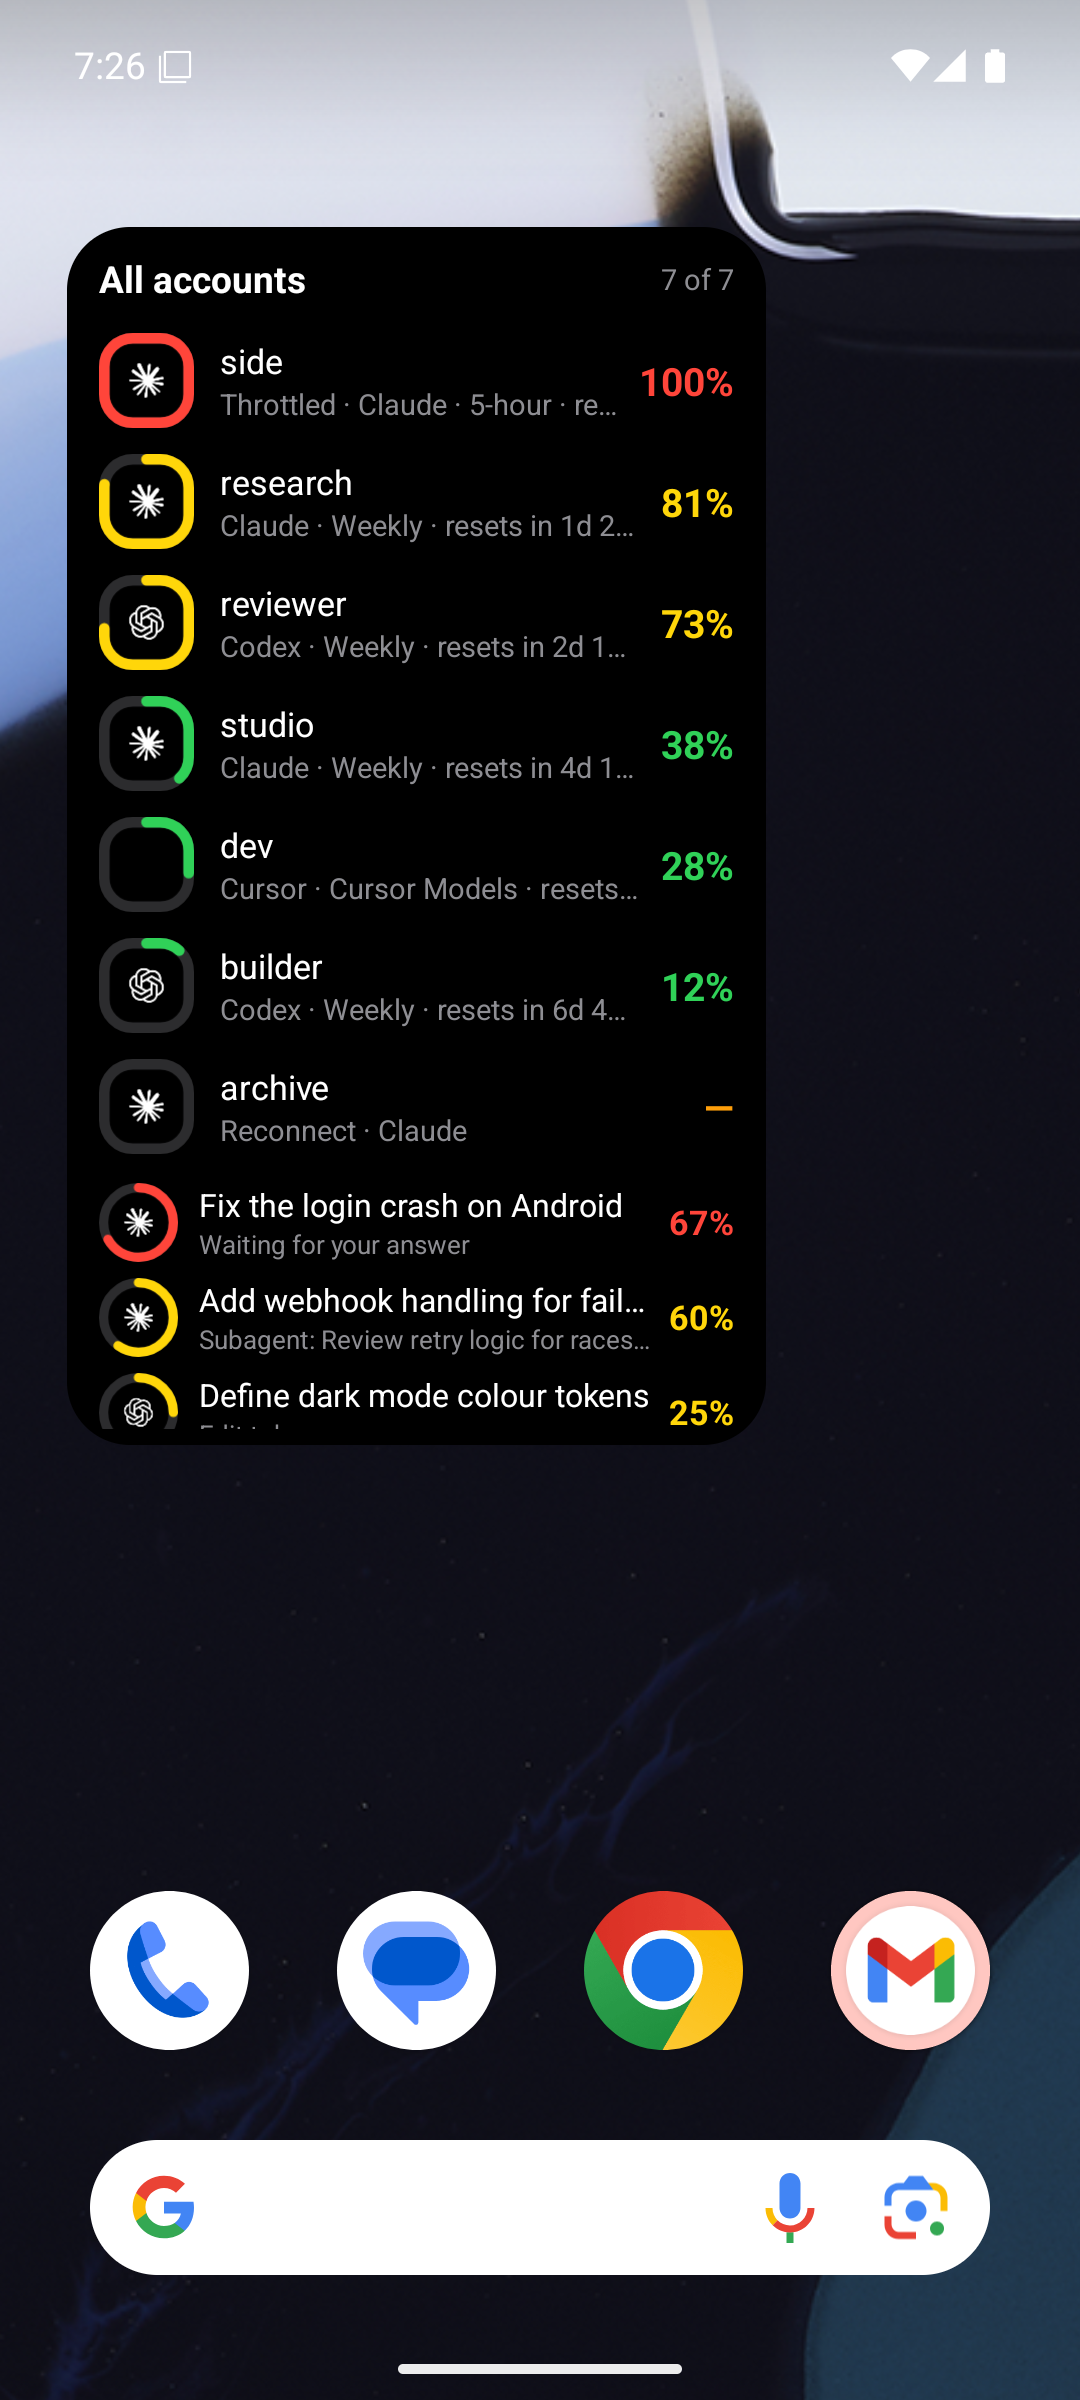 7:26
All accounts
7 of 7
side
Throttled · Claude · 5-hour · re…
100%
research
Claude · Weekly · resets in 1d 2…
81%
reviewer
Codex · Weekly · resets in 2d 1…
73%
studio
Claude · Weekly · resets in 4d 1…
38%
dev
Cursor · Cursor Models · resets…
28%
builder
Codex · Weekly · resets in 6d 4…
12%
archive
Reconnect · Claude
–
Fix the login crash on Android
Waiting for your answer
67%
Add webhook handling for fail…
Subagent: Review retry logic for races…
60%
Define dark mode colour tokens
25%